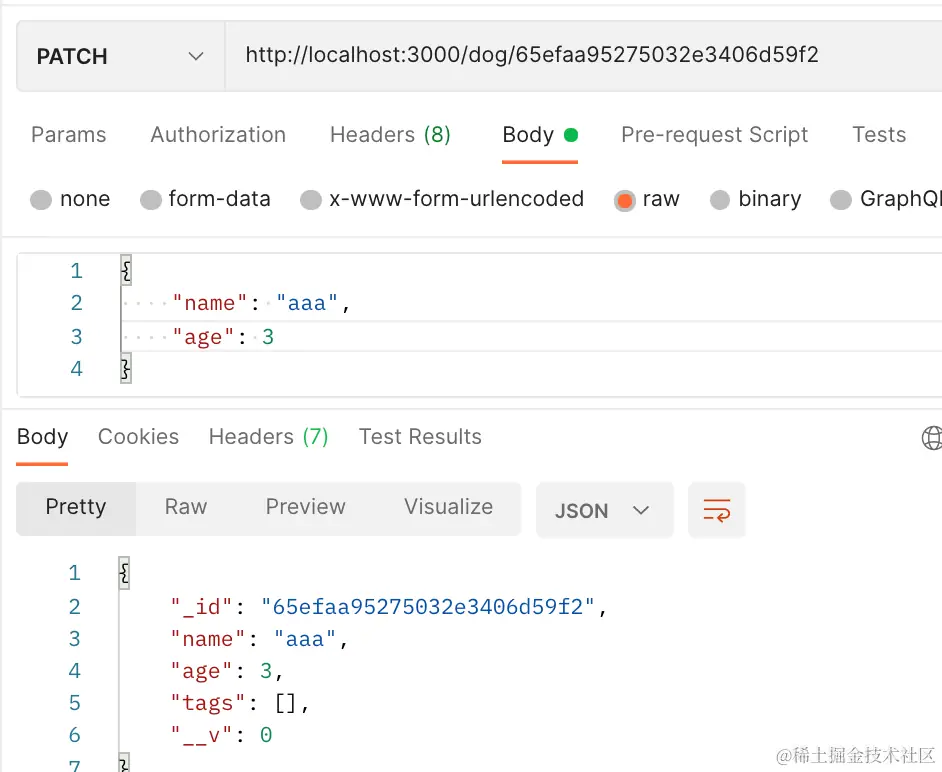 PATCH http://localhost:3000/dog/65efaa95275032e3406d59f2
Params Authorization Headers (8) Body Pre-request Script Tests
none form-data x-www-form-urlencoded raw binary GraphQl
1 {
2 "name": "aaa",
3 "age": 3
4 }
Body Cookies Headers (7) Test Results
Pretty Raw Preview Visualize JSON
1 {
2 "_id": "65efaa95275032e3406d59f2",
3 "name": "aaa",
4 "age": 3,
5 "tags": [],
6 "__v": 0
7 }
@稀土掘金技术社区